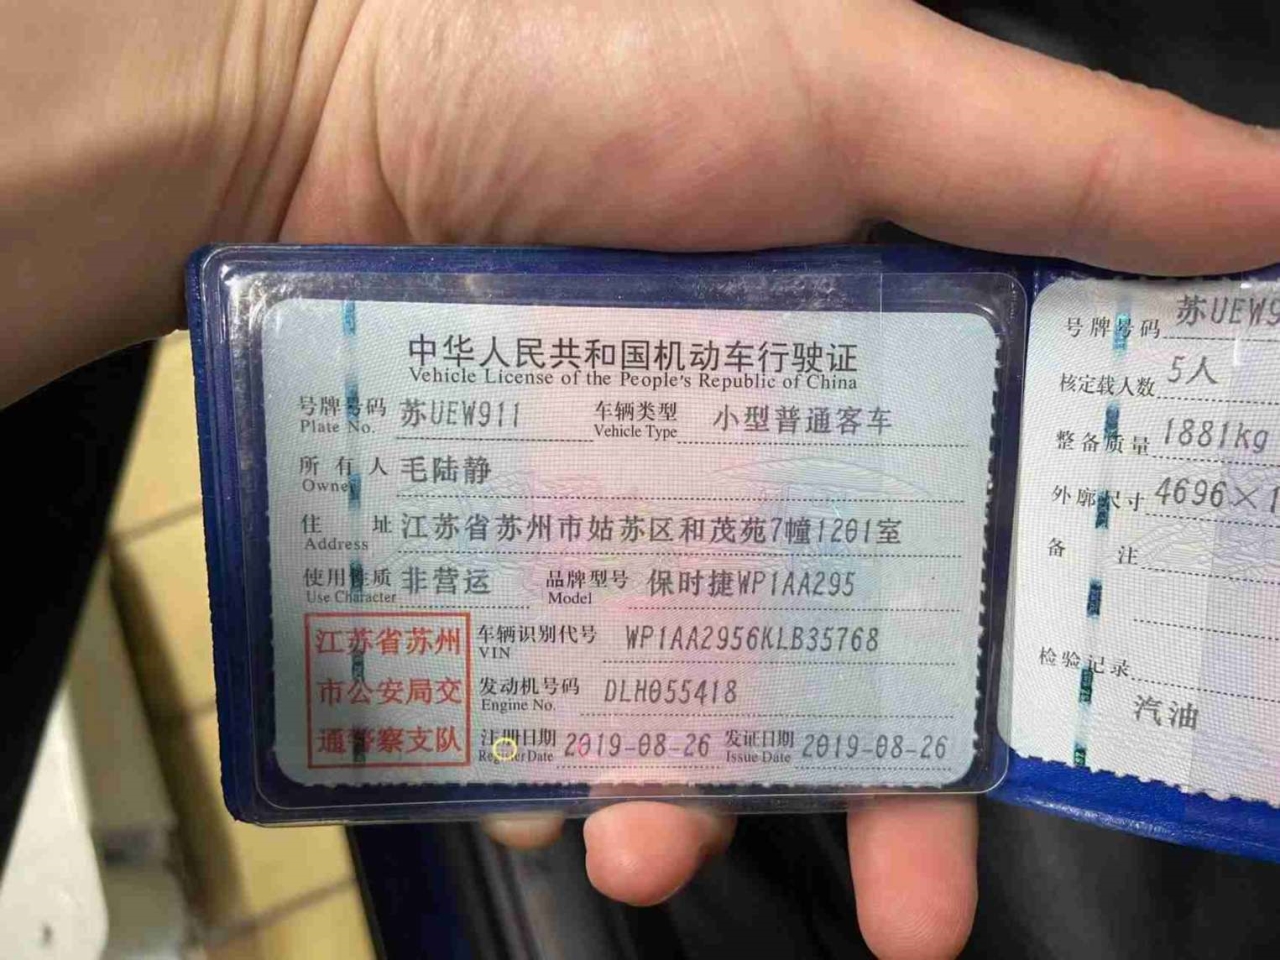 中华人民共和国机动车行驶证
Vehicle License of the People's Republic of China
号牌号码 苏UEW911 车辆类型 小型普通客车
Plate No. Vehicle Type
所有人 毛陆静
Owner
住址 江苏省苏州市姑苏区和茂苑7幢1201室
Address
使用性质 非营运 品牌型号 保时捷WP1AA295
Use Character Model
江苏省苏州
市公安局交
通警察支队
车辆识别代号 WP1AA2956KLB35768
VIN
发动机号码 DLH055418
Engine No.
注册日期 2019-08-26 发证日期 2019-08-26
Register Date Issue Date
号牌号码 苏UEW9
核定载人数 5人
整备质量 1881kg
外廓尺寸 4696×1
备注
检验记录
汽油